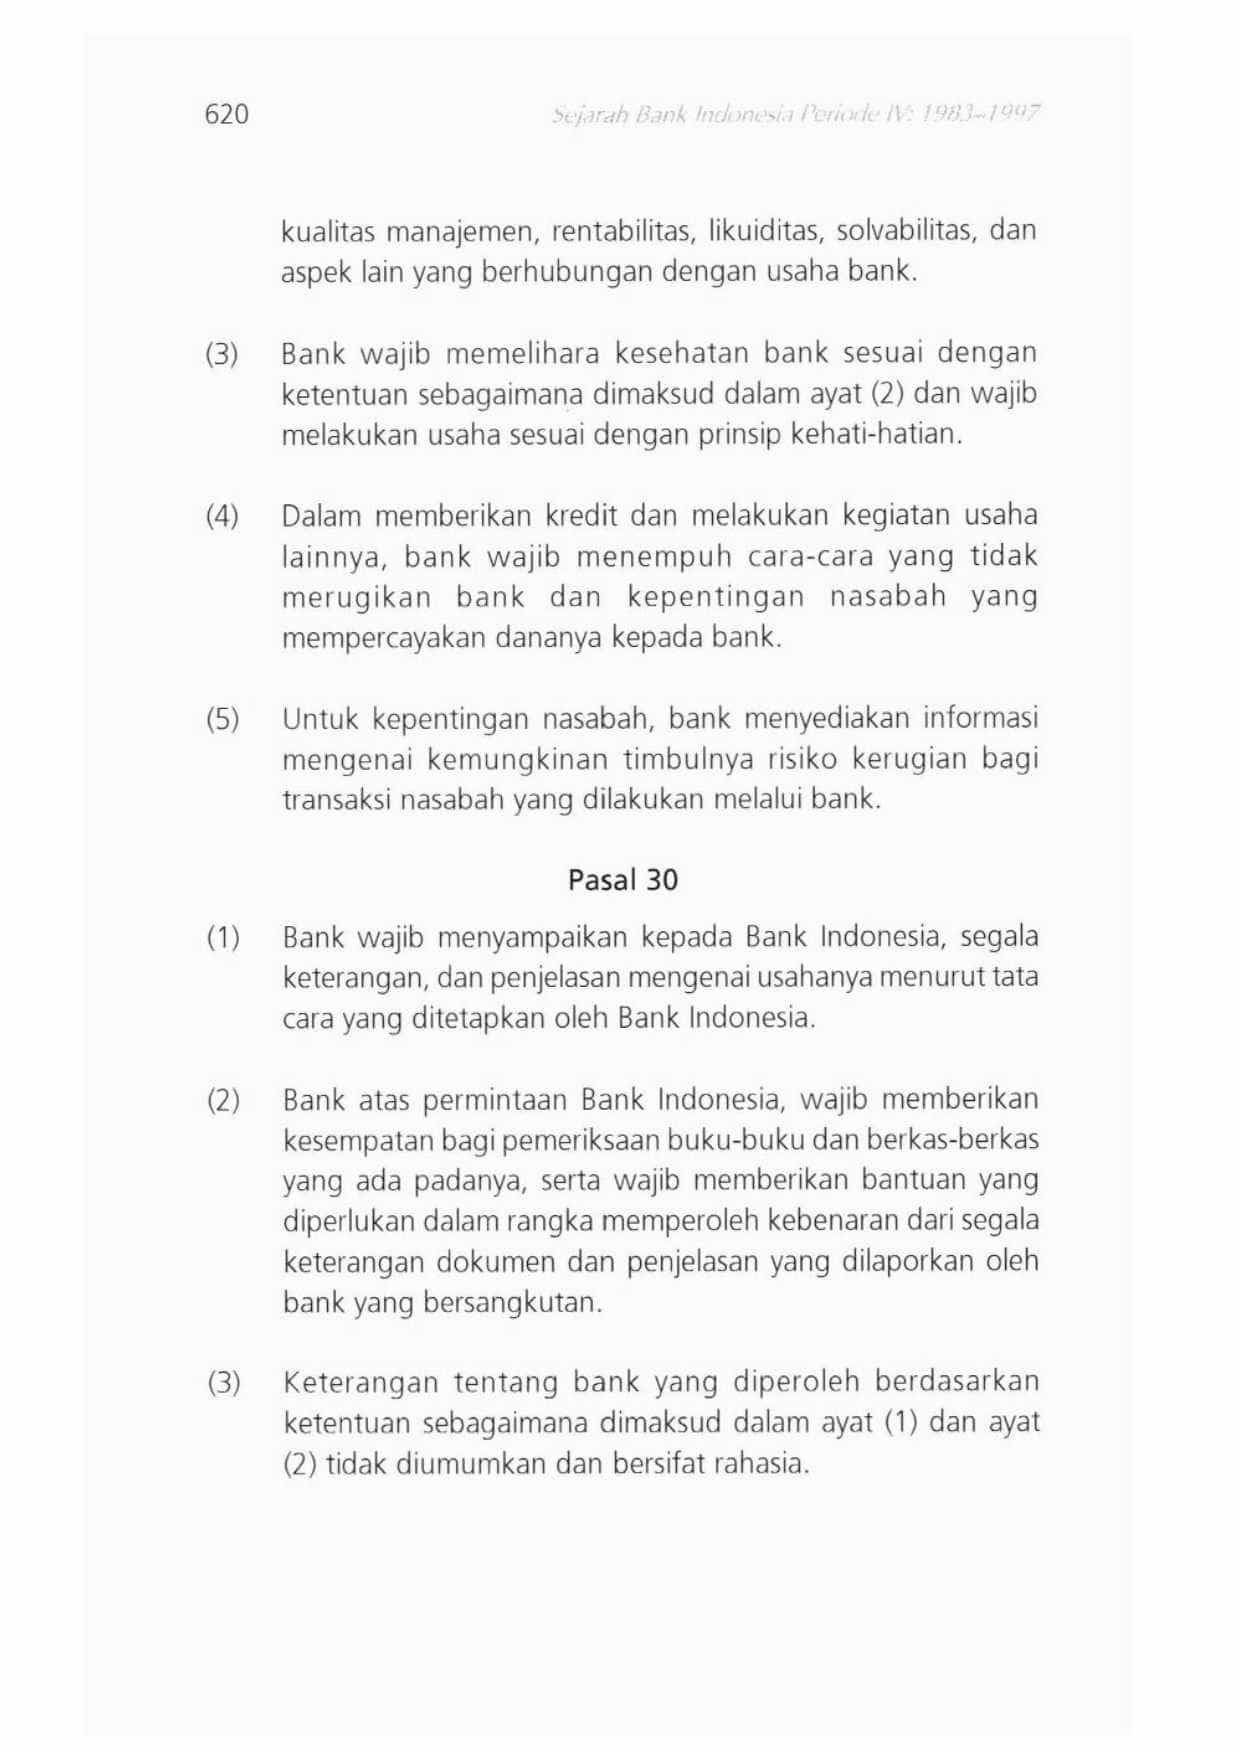 620
Sejarah Bank Indonesia Periode IV: 1983–1997
kualitas manajemen, rentabilitas, likuiditas, solvabilitas, dan
aspek lain yang berhubungan dengan usaha bank.
(3) Bank wajib memelihara kesehatan bank sesuai dengan
ketentuan sebagaimana dimaksud dalam ayat (2) dan wajib
melakukan usaha sesuai dengan prinsip kehati-hatian.
(4) Dalam memberikan kredit dan melakukan kegiatan usaha
lainnya, bank wajib menempuh cara-cara yang tidak
merugikan bank dan kepentingan nasabah yang
mempercayakan dananya kepada bank.
(5) Untuk kepentingan nasabah, bank menyediakan informasi
mengenai kemungkinan timbulnya risiko kerugian bagi
transaksi nasabah yang dilakukan melalui bank.
Pasal 30
(1) Bank wajib menyampaikan kepada Bank Indonesia, segala
keterangan, dan penjelasan mengenai usahanya menurut tata
cara yang ditetapkan oleh Bank Indonesia.
(2) Bank atas permintaan Bank Indonesia, wajib memberikan
kesempatan bagi pemeriksaan buku-buku dan berkas-berkas
yang ada padanya, serta wajib memberikan bantuan yang
diperlukan dalam rangka memperoleh kebenaran dari segala
keterangan dokumen dan penjelasan yang dilaporkan oleh
bank yang bersangkutan.
(3) Keterangan tentang bank yang diperoleh berdasarkan
ketentuan sebagaimana dimaksud dalam ayat (1) dan ayat
(2) tidak diumumkan dan bersifat rahasia.